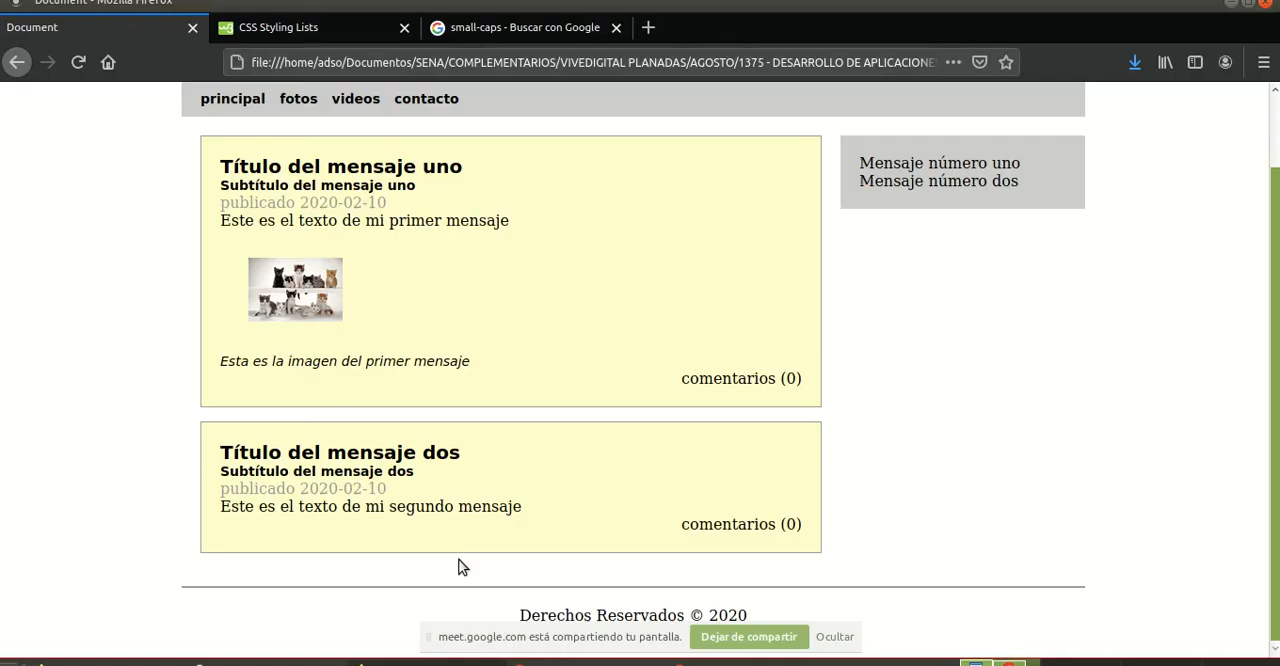 Document - Mozilla Firefox
Document
CSS Styling Lists
small-caps - Buscar con Google
file:///home/adso/Documentos/SENA/COMPLEMENTARIOS/VIVEDIGITAL PLANADAS/AGOSTO/1375 - DESARROLLO DE APLICACIONE
principal fotos videos contacto
Título del mensaje uno
Subtítulo del mensaje uno
publicado 2020-02-10
Este es el texto de mi primer mensaje
Esta es la imagen del primer mensaje
comentarios (0)
Título del mensaje dos
Subtítulo del mensaje dos
publicado 2020-02-10
Este es el texto de mi segundo mensaje
comentarios (0)
Mensaje número uno
Mensaje número dos
Derechos Reservados © 2020
meet.google.com está compartiendo tu pantalla. Dejar de compartir Ocultar